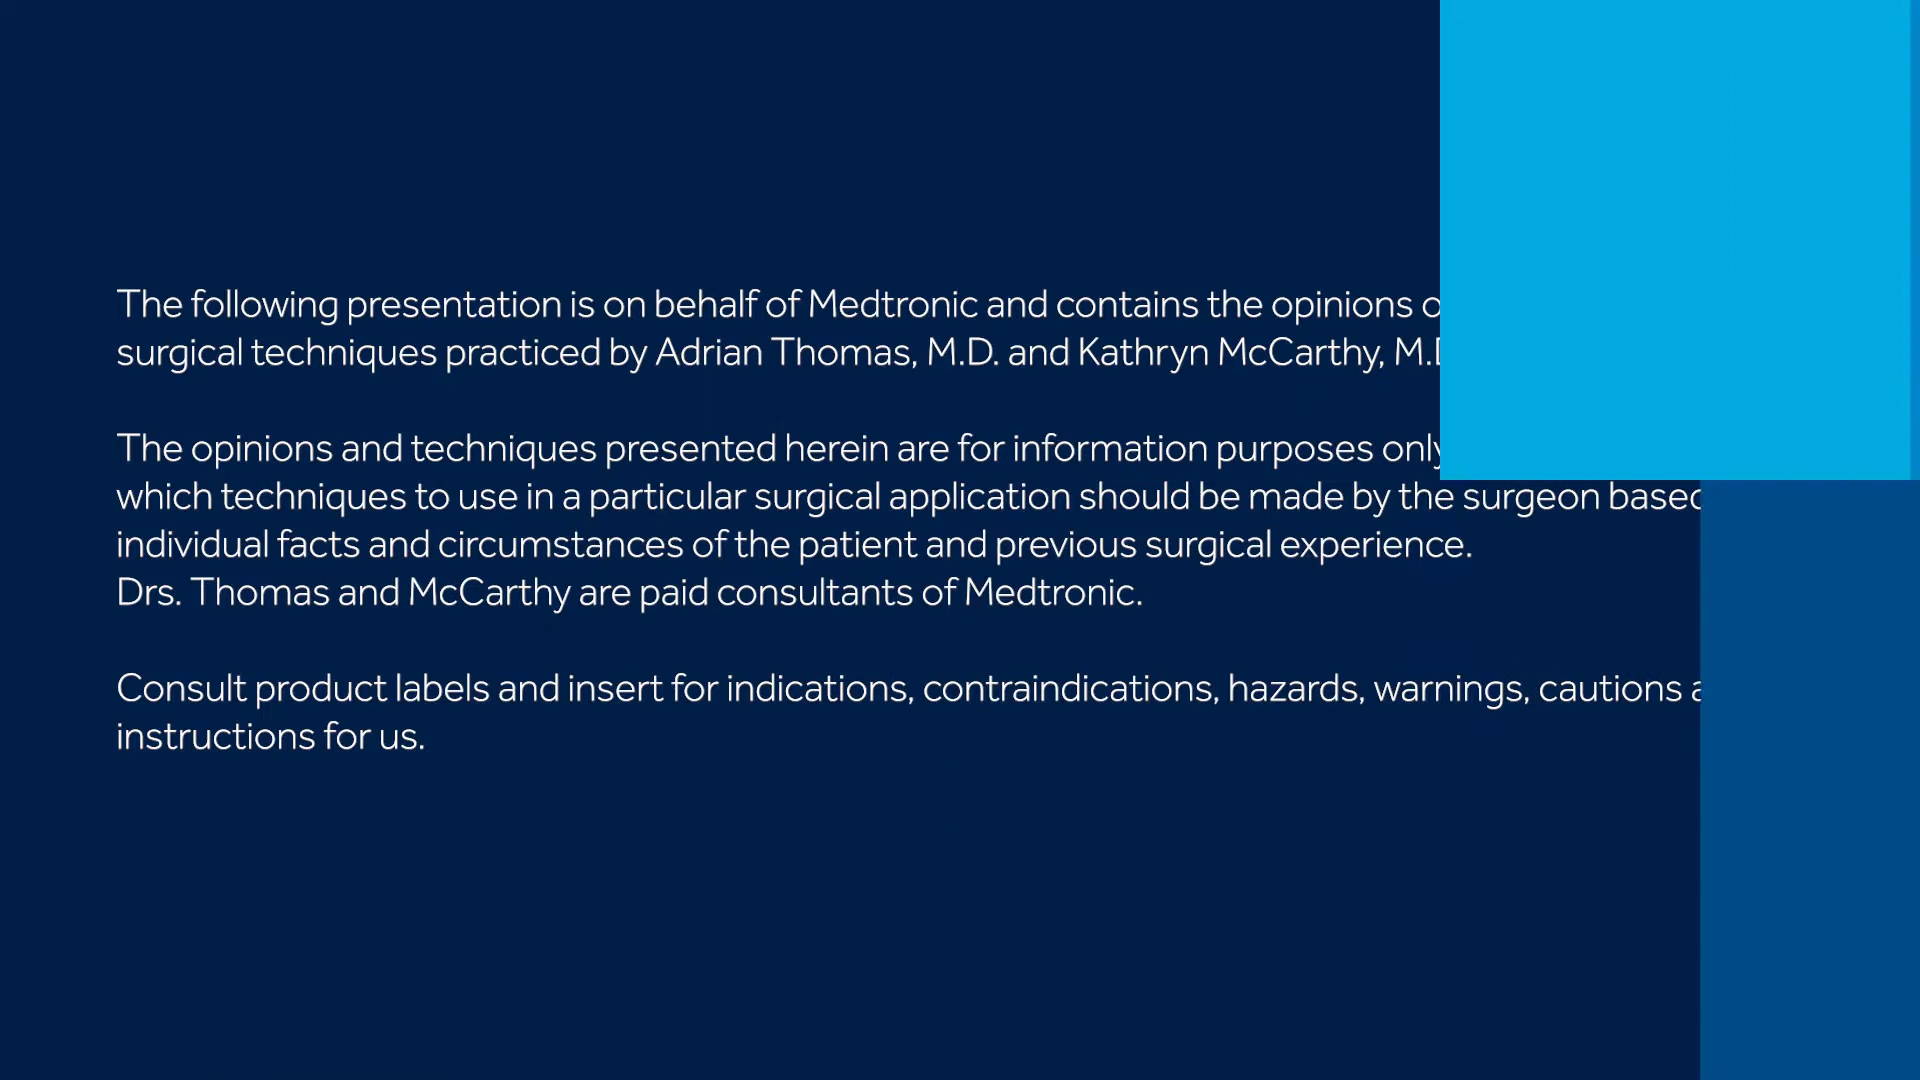 The following presentation is on behalf of Medtronic and contains the opinions
surgical techniques practiced by Adrian Thomas, M.D. and Kathryn McCarthy,
The opinions and techniques presented herein are for information purposes only
which techniques to use in a particular surgical application should be made by the surgeon based
individual facts and circumstances of the patient and previous surgical experience.
Drs. Thomas and McCarthy are paid consultants of Medtronic.
Consult product labels and insert for indications, contraindications, hazards, warnings, cautions
instructions for us.